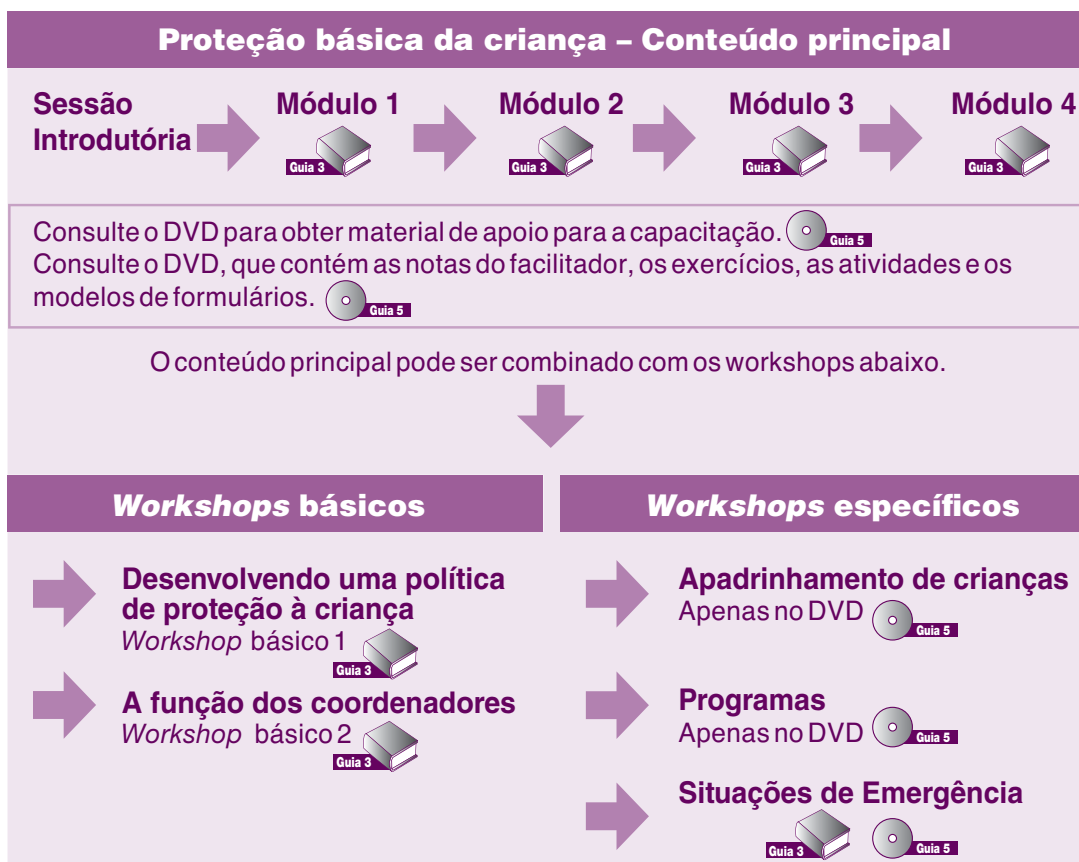 Proteção básica da criança – Conteúdo principal
Sessão
Introdutória
Módulo 1
Guia 3
Módulo 2
Guia 3
Módulo 3
Guia 3
Módulo 4
Guia 3
Consulte o DVD para obter material de apoio para a capacitação. Guia 5
Consulte o DVD, que contém as notas do facilitador, os exercícios, as atividades e os
modelos de formulários. Guia 5
O conteúdo principal pode ser combinado com os workshops abaixo.
Workshops básicos
Desenvolvendo uma política
de proteção à criança
Workshop básico 1
Guia 3
A função dos coordenadores
Workshop básico 2
Guia 3
Workshops específicos
Apadrinhamento de crianças
Apenas no DVD Guia 5
Programas
Apenas no DVD Guia 5
Situações de Emergência
Guia 3 Guia 5